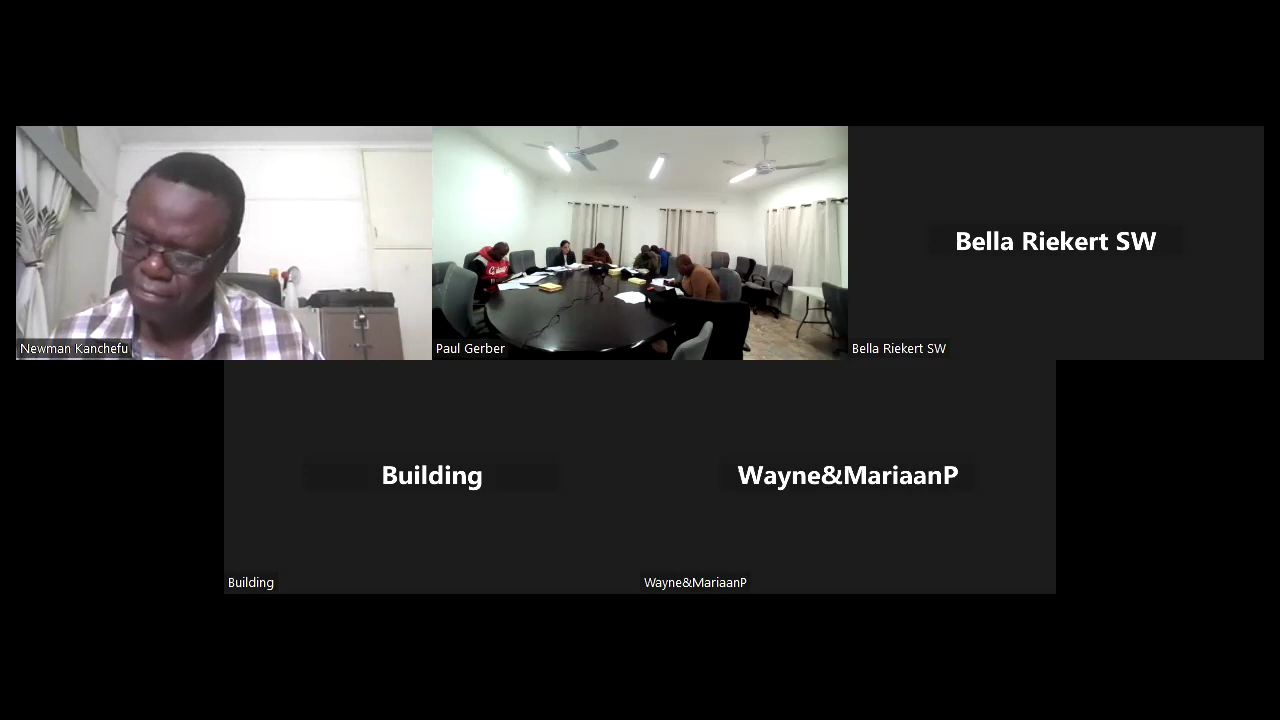 Newman Kanchefu
Paul Gerber
Bella Riekert SW
Bella Riekert SW
Building
Wayne&MariaanP
Building
Wayne&MariaanP